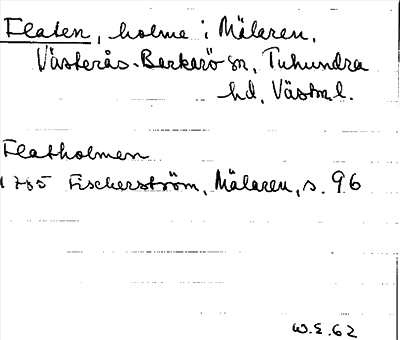 Flaten, holme i Mälaren,
Västerås-Barkarö sn, Tuhundra
hd, Västml.
Flatholmen
1785 Fischerström, Mälaren, s. 96
W.E. 62